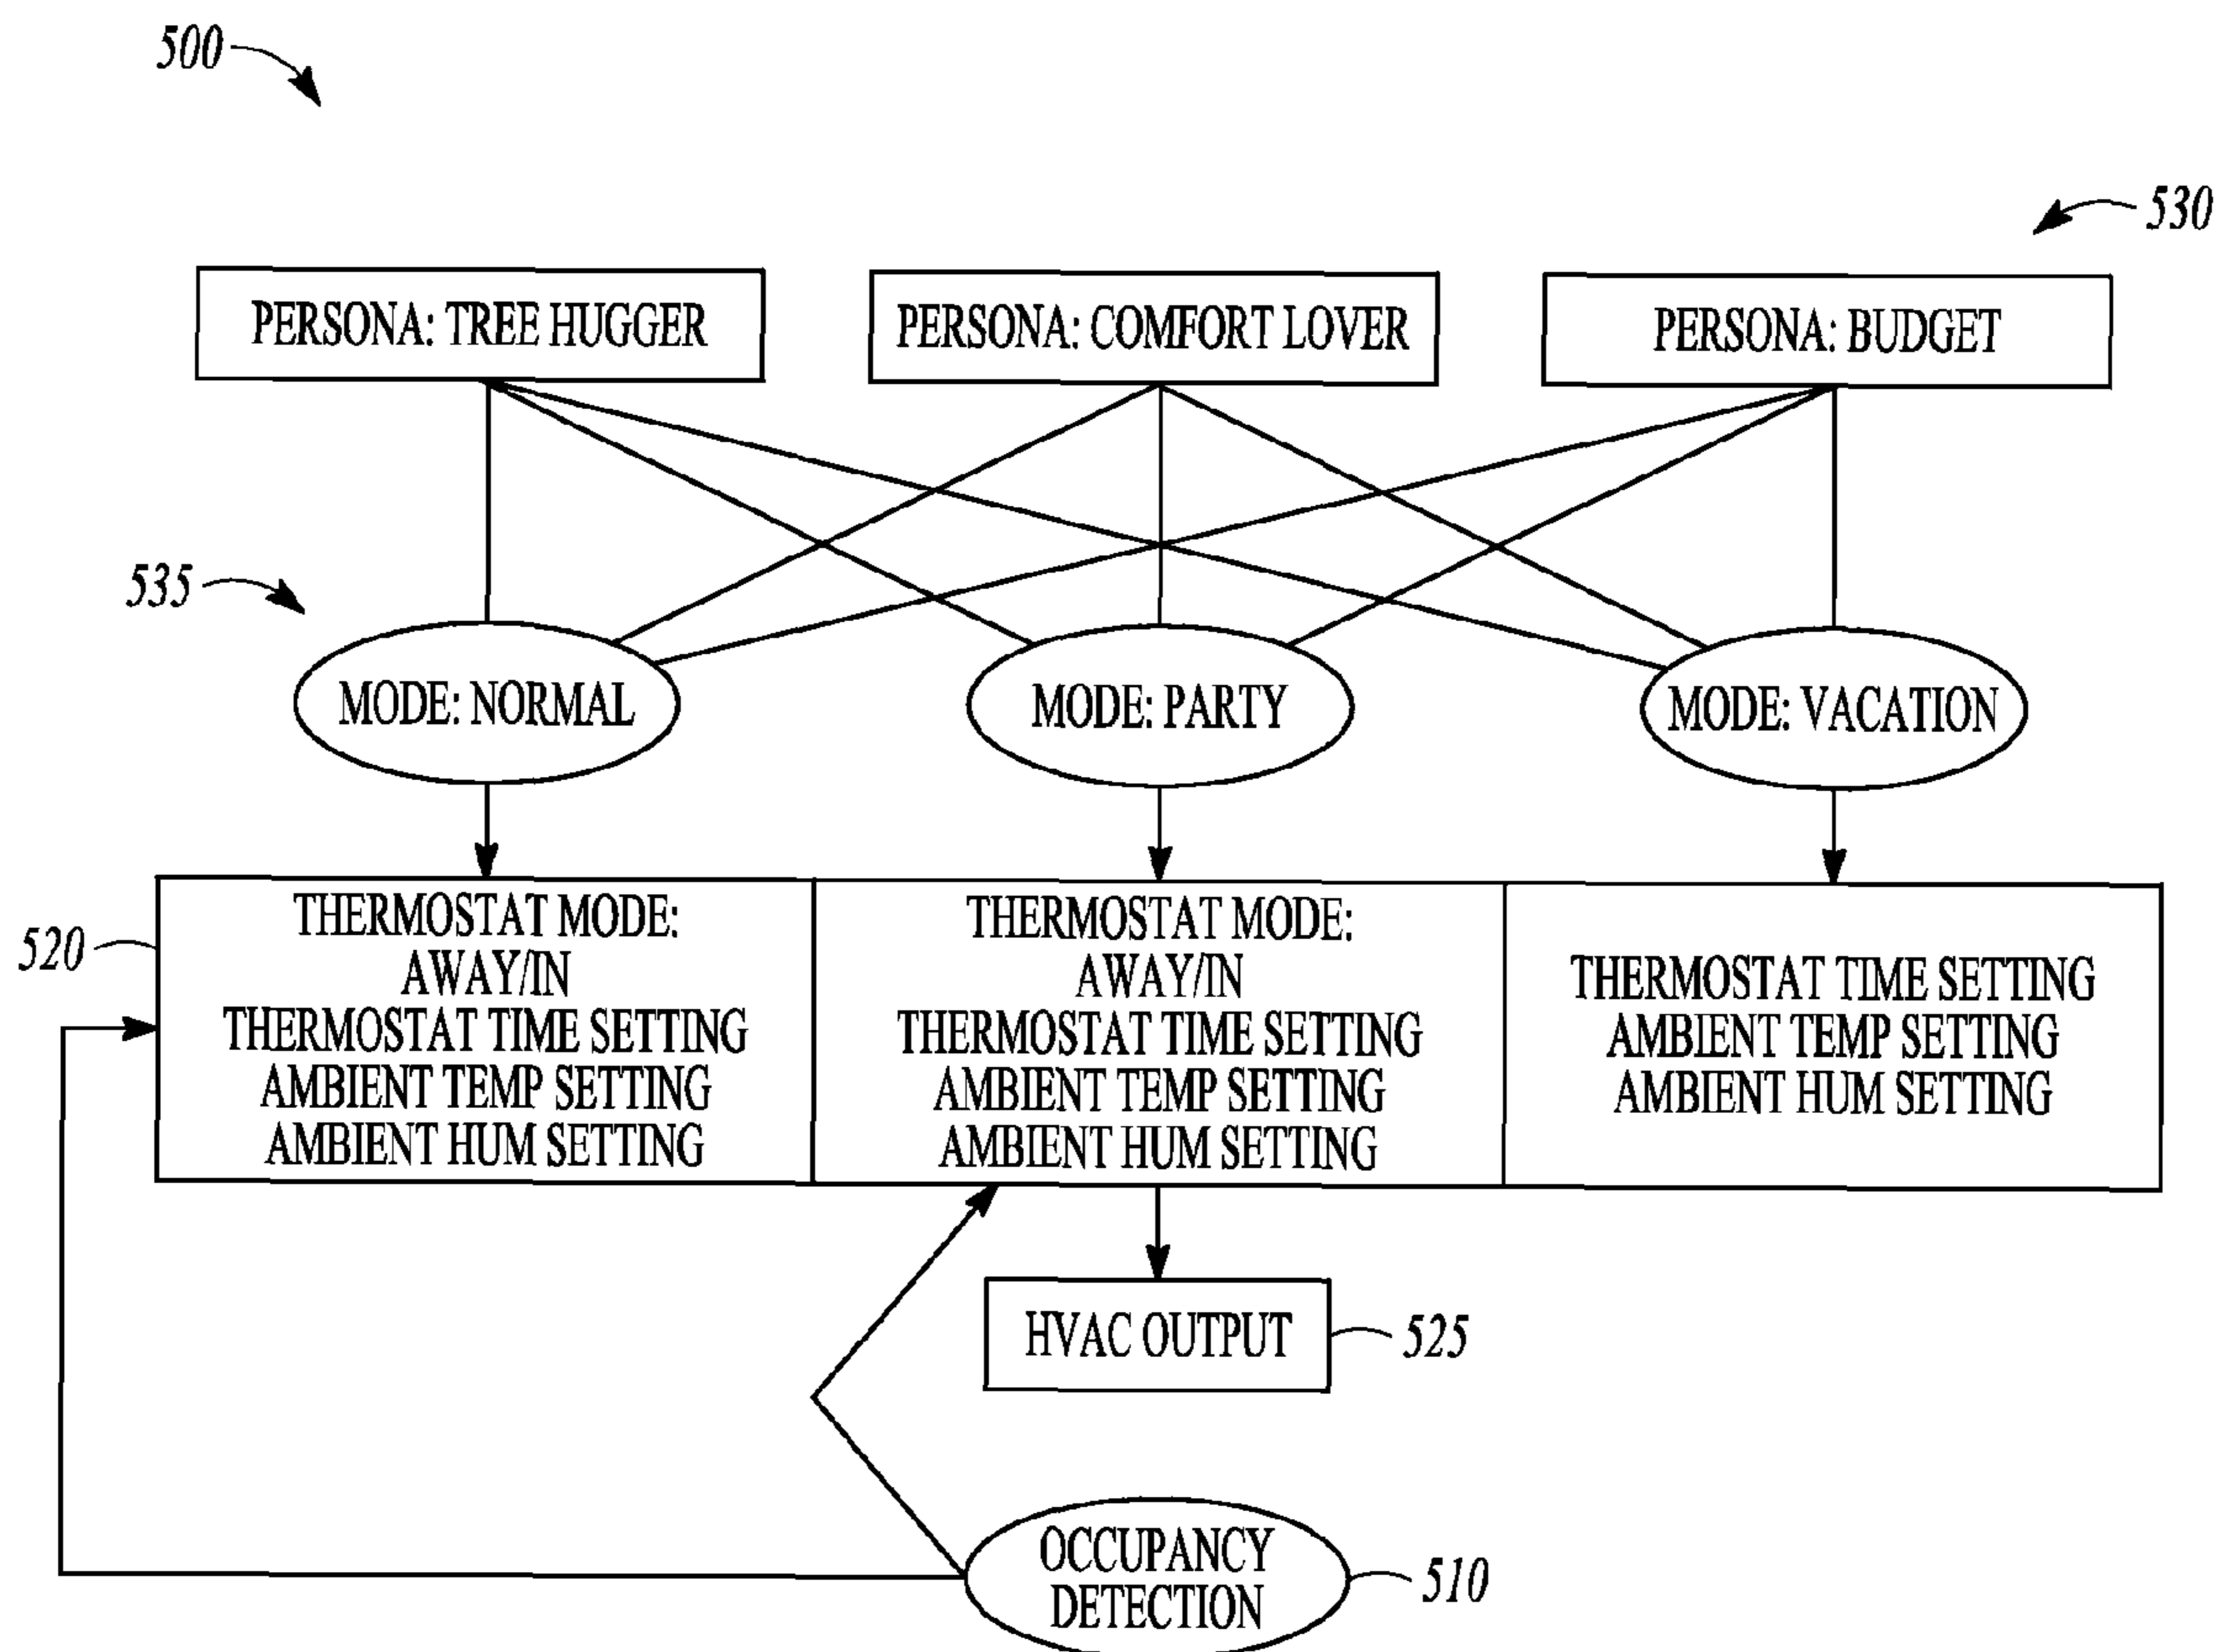 500
530
PERSONA: TREE HUGGER
PERSONA: COMFORT LOVER
PERSONA: BUDGET
535
MODE: NORMAL
MODE: PARTY
MODE: VACATION
520
THERMOSTAT MODE:
AWAY/IN
THERMOSTAT TIME SETTING
AMBIENT TEMP SETTING
AMBIENT HUM SETTING
THERMOSTAT MODE:
AWAY/IN
THERMOSTAT TIME SETTING
AMBIENT TEMP SETTING
AMBIENT HUM SETTING
THERMOSTAT TIME SETTING
AMBIENT TEMP SETTING
AMBIENT HUM SETTING
HVAC OUTPUT
525
OCCUPANCY
DETECTION
510